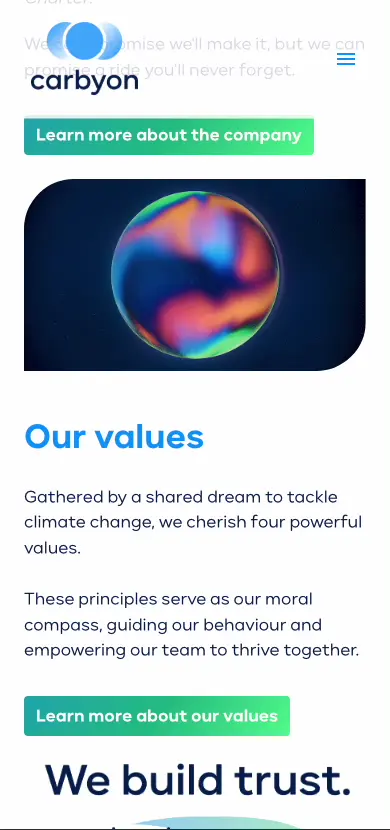 Charter.
We can't promise we'll make it, but we can
promise a ride you'll never forget.
carbyon
Learn more about the company
Our values
Gathered by a shared dream to tackle
climate change, we cherish four powerful
values.
These principles serve as our moral
compass, guiding our behaviour and
empowering our team to thrive together.
Learn more about our values
We build trust.